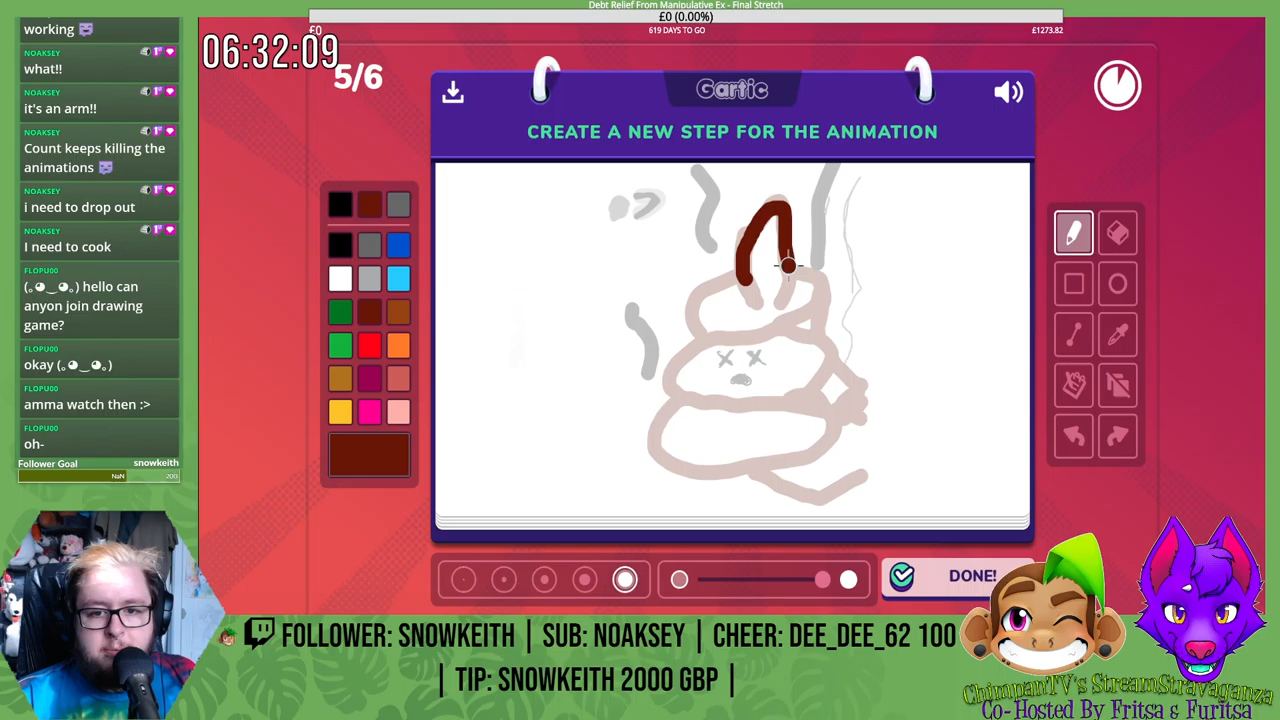 Debt Relief From Manipulative Ex - Final Stretch
£0 (0.00%)
£0
619 DAYS TO GO
£1273.82
working
NOAKSEY
what!!
NOAKSEY
it's an arm!!
NOAKSEY
Count keeps killing the
animations
NOAKSEY
i need to drop out
NOAKSEY
I need to cook
FLOPU00
(｡◕‿◕｡) hello can
anyon join drawing
game?
FLOPU00
okay (｡◕‿◕｡)
FLOPU00
amma watch then :>
FLOPU00
oh-
Follower Goal
snowkeith
NaN
200
06:32:09
5/6
Gartic
CREATE A NEW STEP FOR THE ANIMATION
DONE!
FOLLOWER: SNOWKEITH | SUB: NOAKSEY | CHEER: DEE_DEE_62 100
| TIP: SNOWKEITH 2000 GBP |
ChimpanTV's StreamStravaganza
Co-Hosted By Fritsa & Furitsa